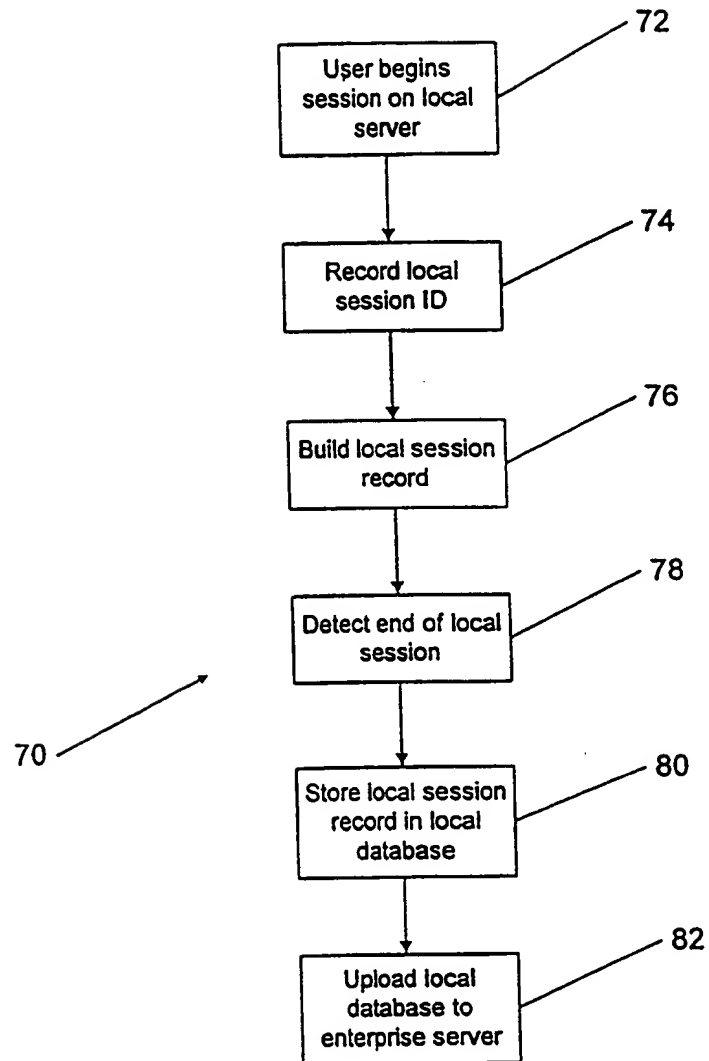 72
User begins
session on local
server
74
Record local
session ID
76
Build local session
record
78
Detect end of local
session
70
80
Store local session
record in local
database
82
Upload local
database to
enterprise server